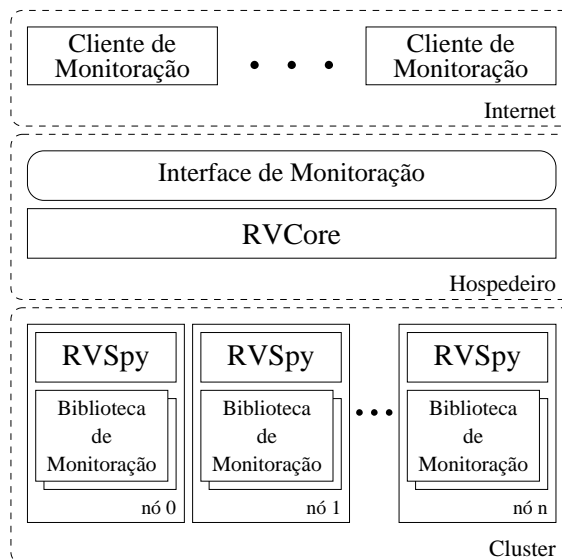 Cliente de
Monitoração
Cliente de
Monitoração
Internet
Interface de Monitoração
RVCore
Hospedeiro
RVSpy
Biblioteca
de
Monitoração
nó 0
RVSpy
Biblioteca
de
Monitoração
nó 1
RVSpy
Biblioteca
de
Monitoração
nó n
Cluster